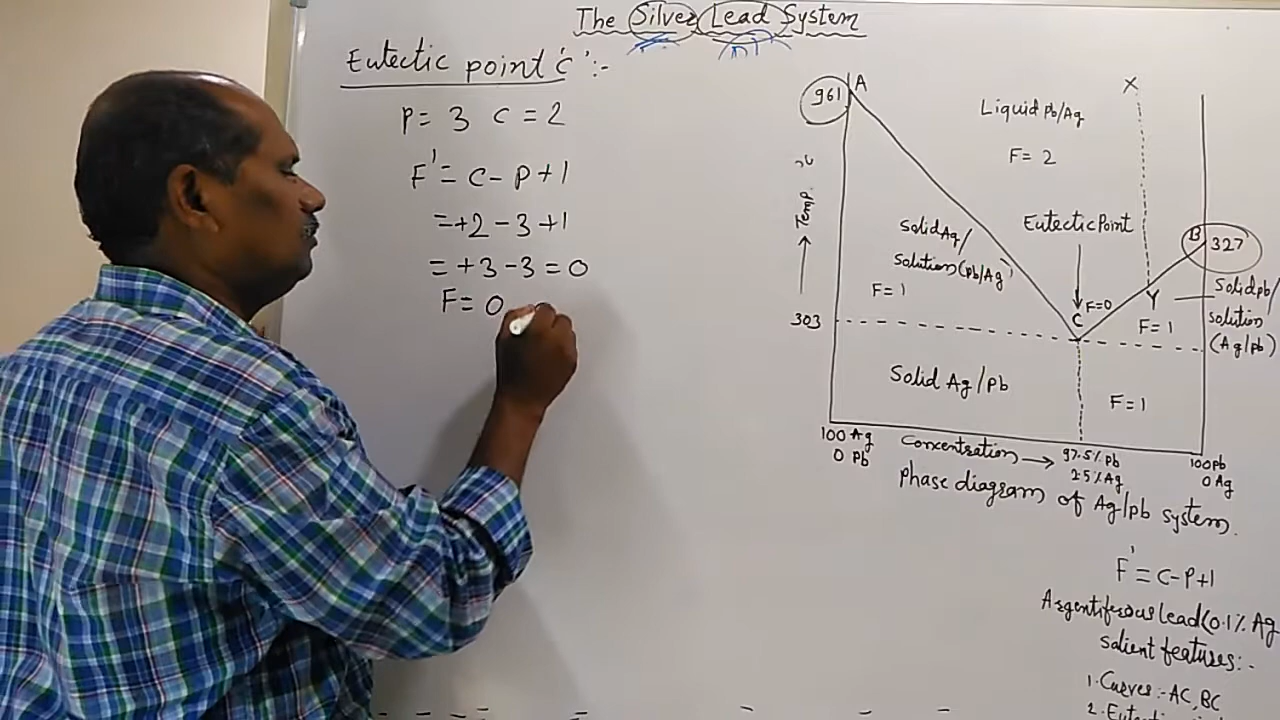 The Silver Lead System
Eutectic point 'c' :-
P = 3 C = 2
F' = C - P + 1
= +2 - 3 + 1
= +3 - 3 = 0
F = 0
961
A
Liquid Pb/Ag
F = 2
X
Temp.
Solid Ag/
Solution (Pb/Ag)
F = 1
Eutectic Point
B
327
C
F=0
Y
F = 1
Solid pb/
solution
(Ag/pb)
303
Solid Ag/Pb
F = 1
100 Ag
0 Pb
Concentration
97.5% Pb
2.5% Ag
100 Pb
0 Ag
Phase diagram of Ag/pb system.
F' = C - P + 1
Argentiferous Lead (0.1% Ag
Salient features:-
1. Curves :- AC, BC
2.